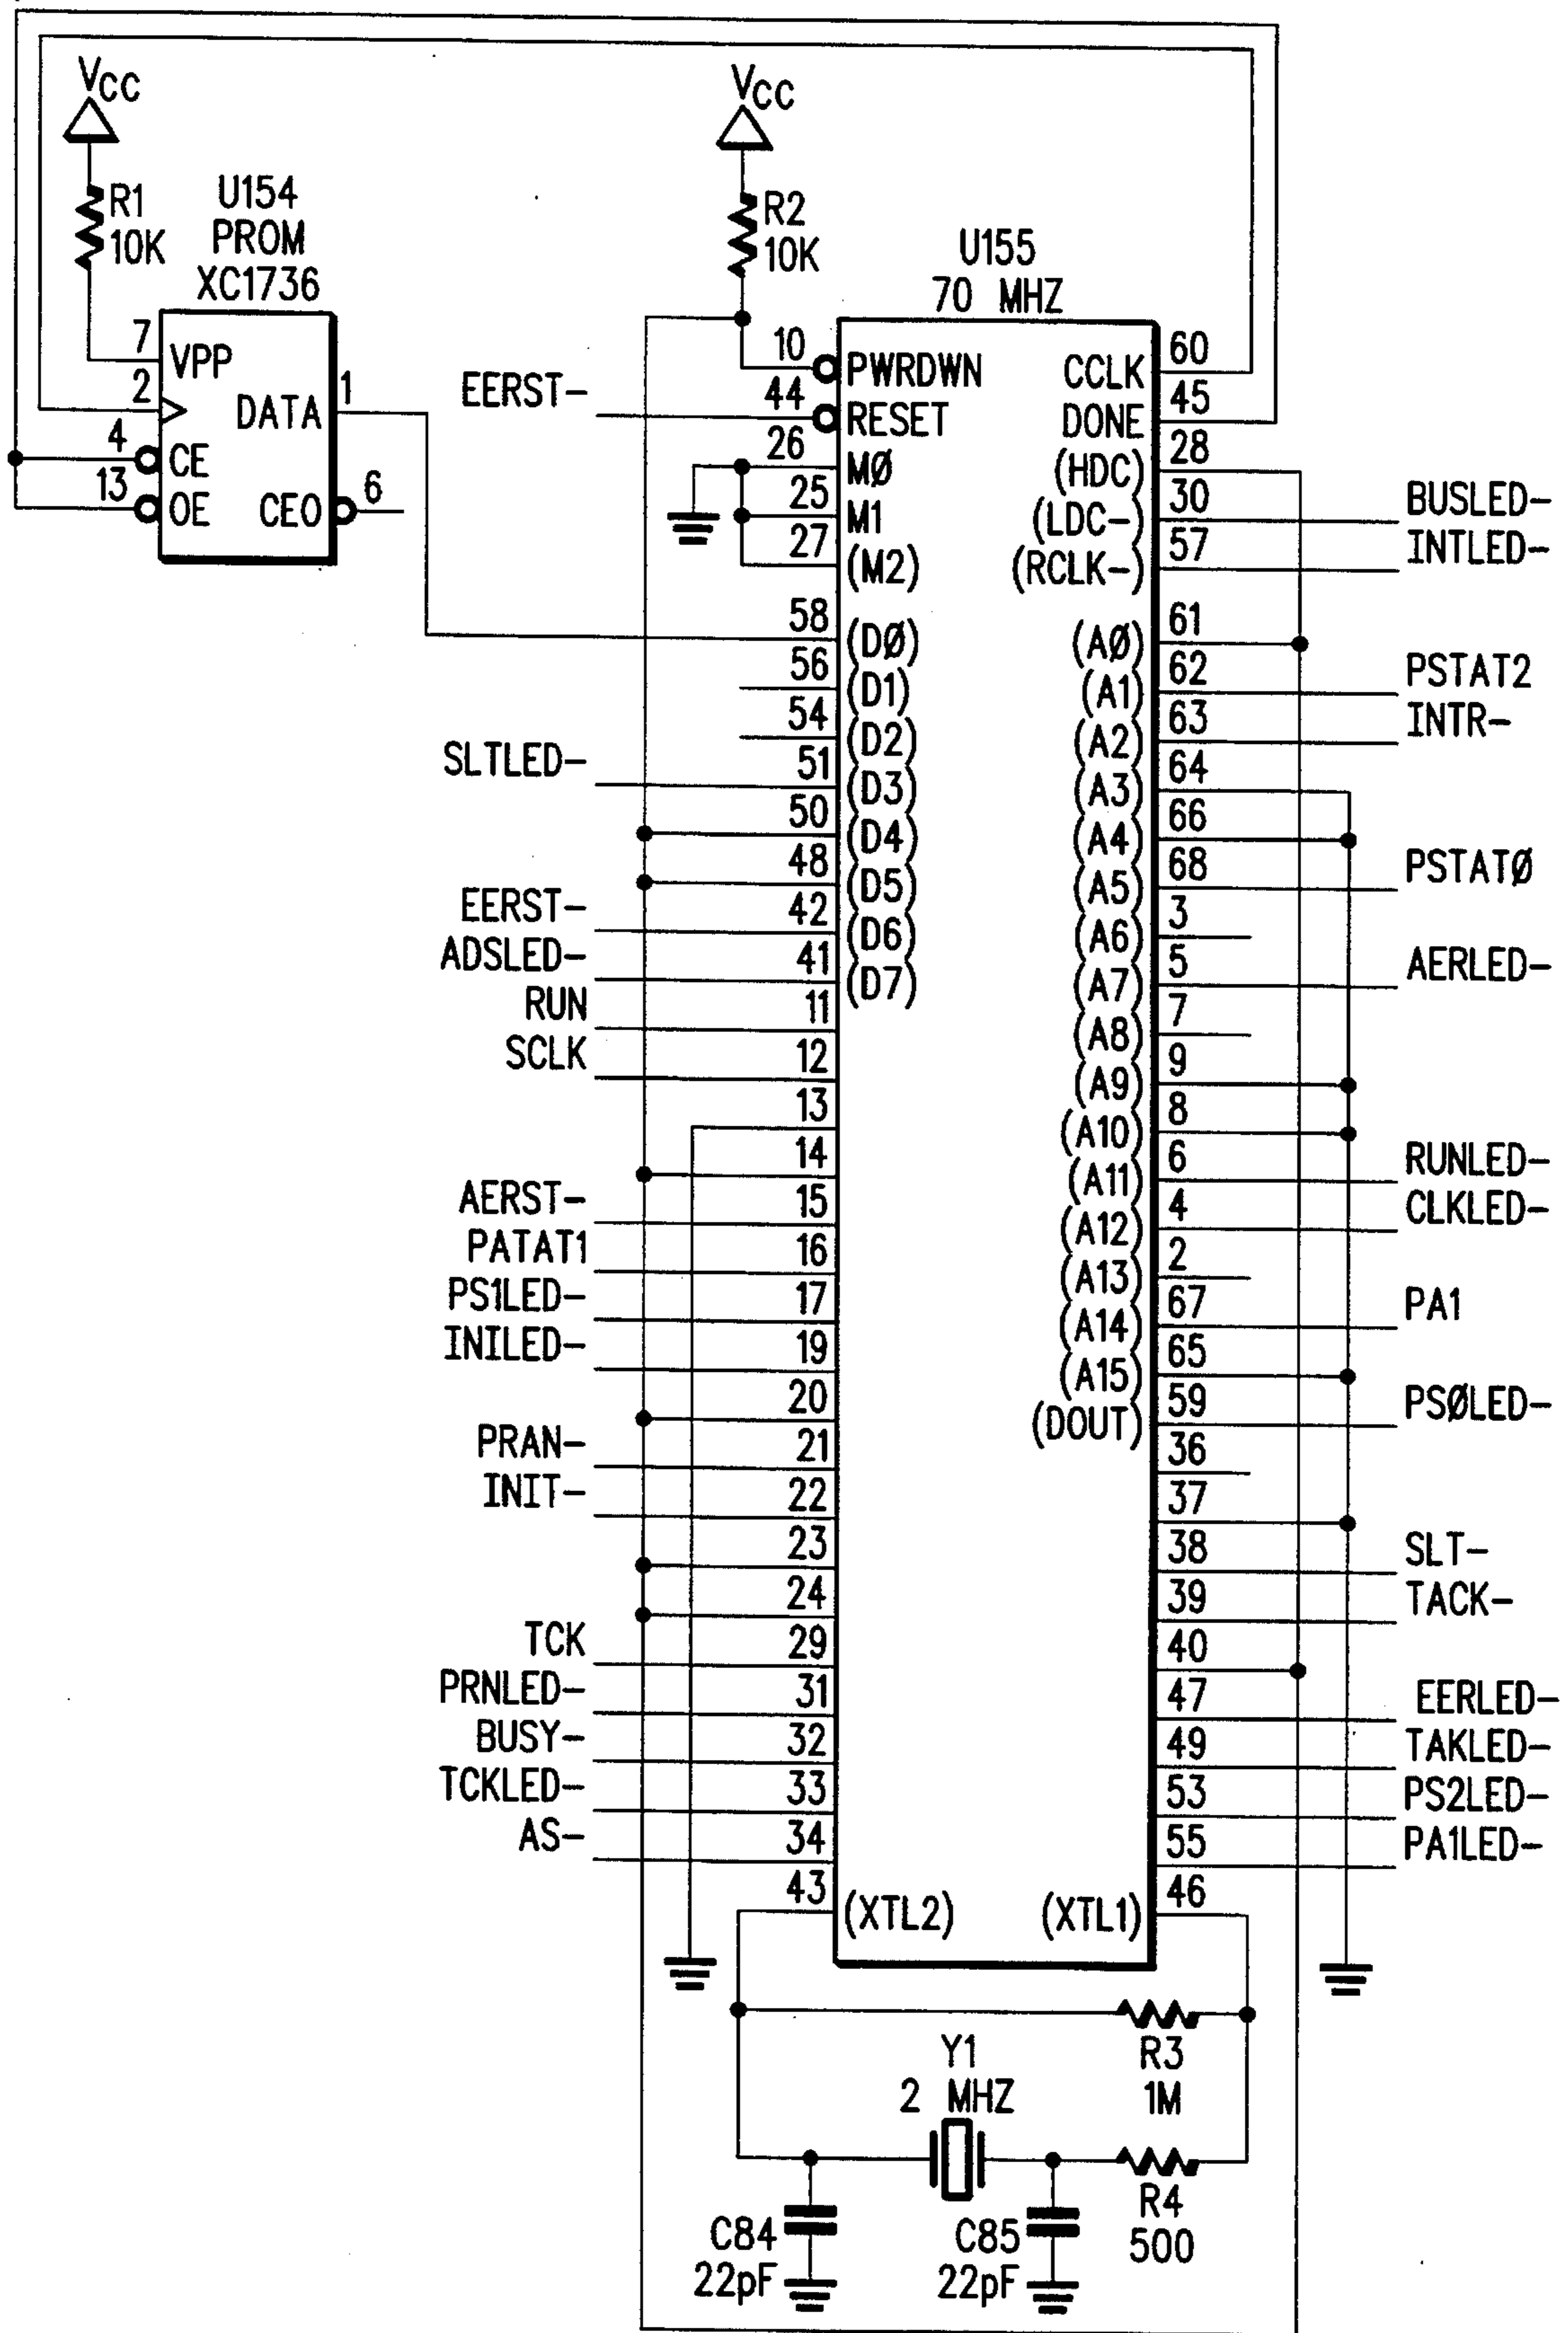 VCC
R1
10K
U154
PROM
XC1736
7
VPP
2
4
CE
13
OE
DATA
1
CEO
6
VCC
R2
10K
U155
70 MHZ
10
PWRDWN
EERST-
44
RESET
26
MØ
25
M1
27
(M2)
58
(DØ)
56
(D1)
54
(D2)
SLTLED-
51
(D3)
50
(D4)
48
(D5)
EERST-
42
(D6)
ADSLED-
41
(D7)
RUN
11
SCLK
12
13
14
AERST-
15
PATAT1
16
PS1LED-
17
INILED-
19
20
PRAN-
21
INIT-
22
23
24
TCK
29
PRNLED-
31
BUSY-
32
TCKLED-
33
AS-
34
43
(XTL2)
CCLK
60
DONE
45
(HDC)
28
(LDC-)
30
BUSLED-
(RCLK-)
57
INTLED-
(AØ)
61
(A1)
62
PSTAT2
(A2)
63
INTR-
(A3)
64
(A4)
66
(A5)
68
PSTATØ
(A6)
3
(A7)
5
AERLED-
(A8)
7
(A9)
9
(A10)
8
(A11)
6
RUNLED-
(A12)
4
CLKLED-
(A13)
2
(A14)
67
PA1
(A15)
65
(DOUT)
59
PSØLED-
36
37
38
SLT-
39
TACK-
40
47
EERLED-
49
TAKLED-
53
PS2LED-
55
PA1LED-
(XTL1)
46
R3
1M
Y1
2 MHZ
R4
500
C84
22pF
C85
22pF